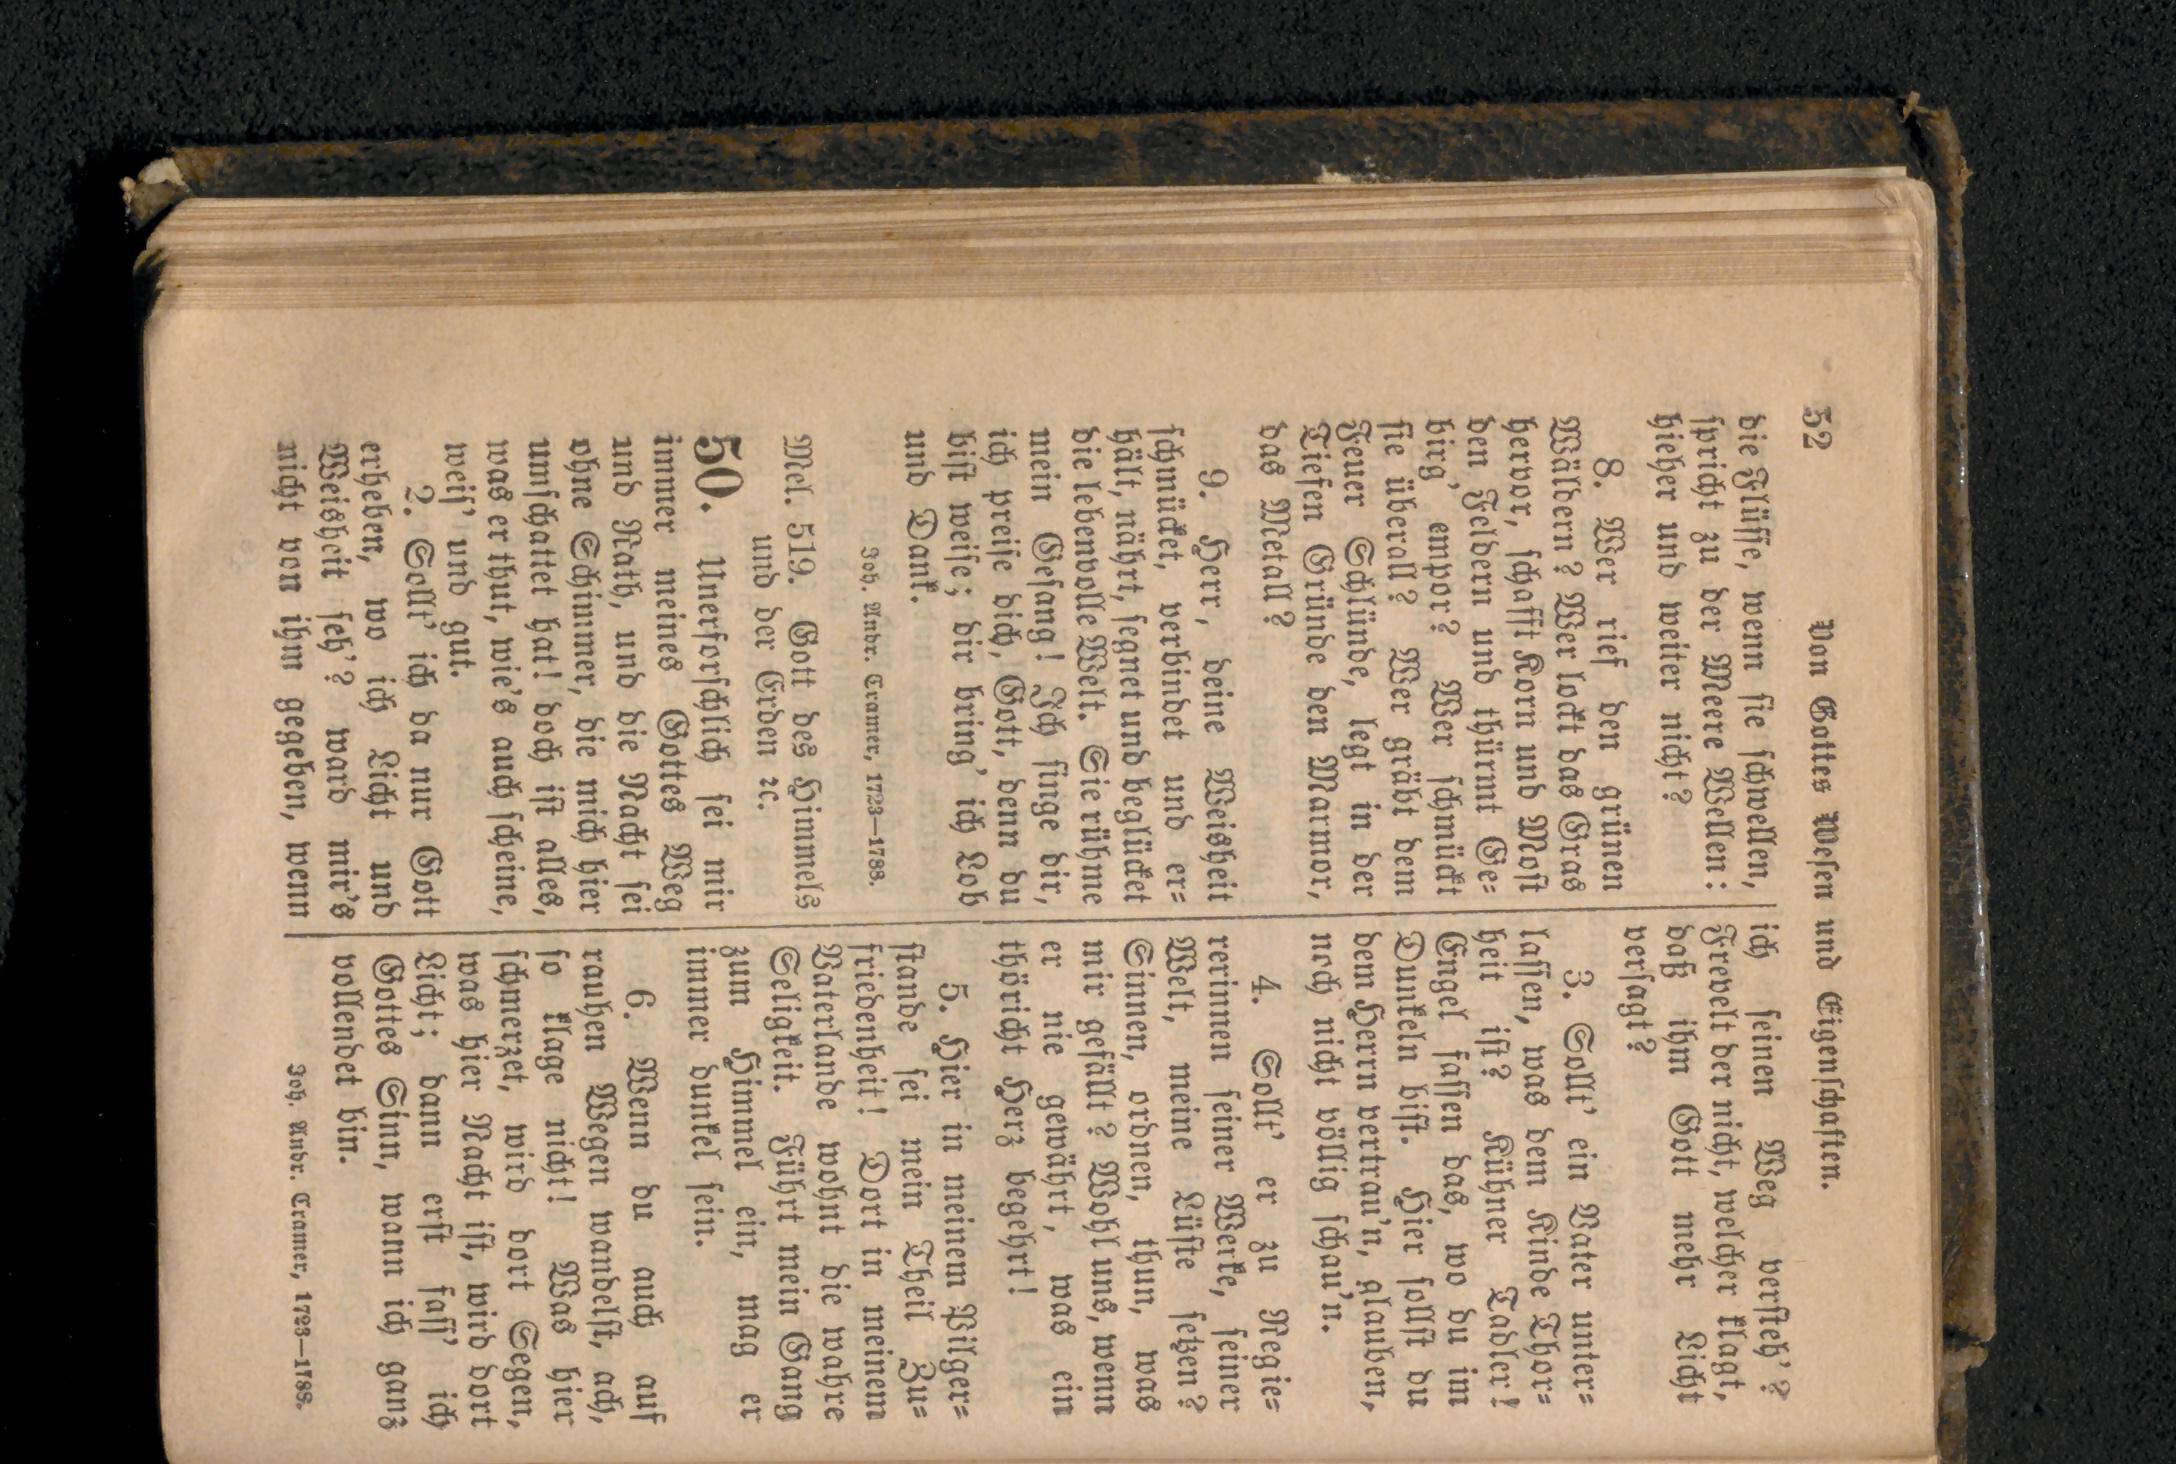 52
Von Gottes Wesen und Eigenschaften.
die Flüsse, wenn sie schwellen,
spricht zu der Meere Wellen:
hieher und weiter nicht?
8. Wer rief den grünen
Wäldern? Wer lockt das Gras
hervor, schafft Korn und Most
den Feldern und thürmt Ge=
birg' empor? Wer schmückt
sie überall? Wer gräbt dem
Feuer Schlünde, legt in der
Tiefen Gründe den Marmor,
das Metall?
9. Herr, deine Weisheit
schmücket, verbindet und er=
hält, nährt, segnet und beglücket
die lebenvolle Welt. Sie rühme
mein Gesang! Ich singe dir,
ich preise dich, Gott, denn du
bist weise; dir bring' ich Lob
und Dank.
Joh. Andr. Cramer, 1723—1788.
Mel. 519. Gott des Himmels
und der Erden ꝛc.
50. Unerforschlich sei mir
immer meines Gottes Weg
und Rath, und die Nacht sei
ohne Schimmer, die mich hier
umschattet hat! doch ist alles,
was er thut, wie's auch scheine,
weis' und gut.
2. Sollt' ich da nur Gott
erheben, wo ich Licht und
Weisheit seh'? ward mir's
nicht von ihm gegeben, wenn
ich seinen Weg versteh'?
Frevelt der nicht, welcher klagt,
daß ihm Gott mehr Licht
versagt?
3. Sollt' ein Vater unter=
lassen, was dem Kinde Thor=
heit ist? Kühner Tadler!
Engel fassen das, wo du im
Dunkeln bist. Hier sollst du
dem Herrn vertrau'n, glauben,
noch nicht völlig schau'n.
4. Sollt' er zu Regie=
rerinnen seiner Werke, seiner
Welt, meine Lüste setzen?
Sinnen, ordnen, thun, was
mir gefällt? Wohl uns, wenn
er nie gewährt, was ein
thöricht Herz begehrt!
5. Hier in meinem Pilger=
stande sei mein Theil Zu=
friedenheit! Dort in meinem
Vaterlande wohnt die wahre
Seligkeit. Führt mein Gang
zum Himmel ein, mag er
immer dunkel sein.
6. Wenn du auch auf
rauhen Wegen wandelst, ach,
so klage nicht! Was hier
schmerzet, wird dort Segen,
was hier Nacht ist, wird dort
Licht; dann erst fass' ich
Gottes Sinn, wann ich ganz
vollendet bin.
Joh. Andr. Cramer, 1723—1788.